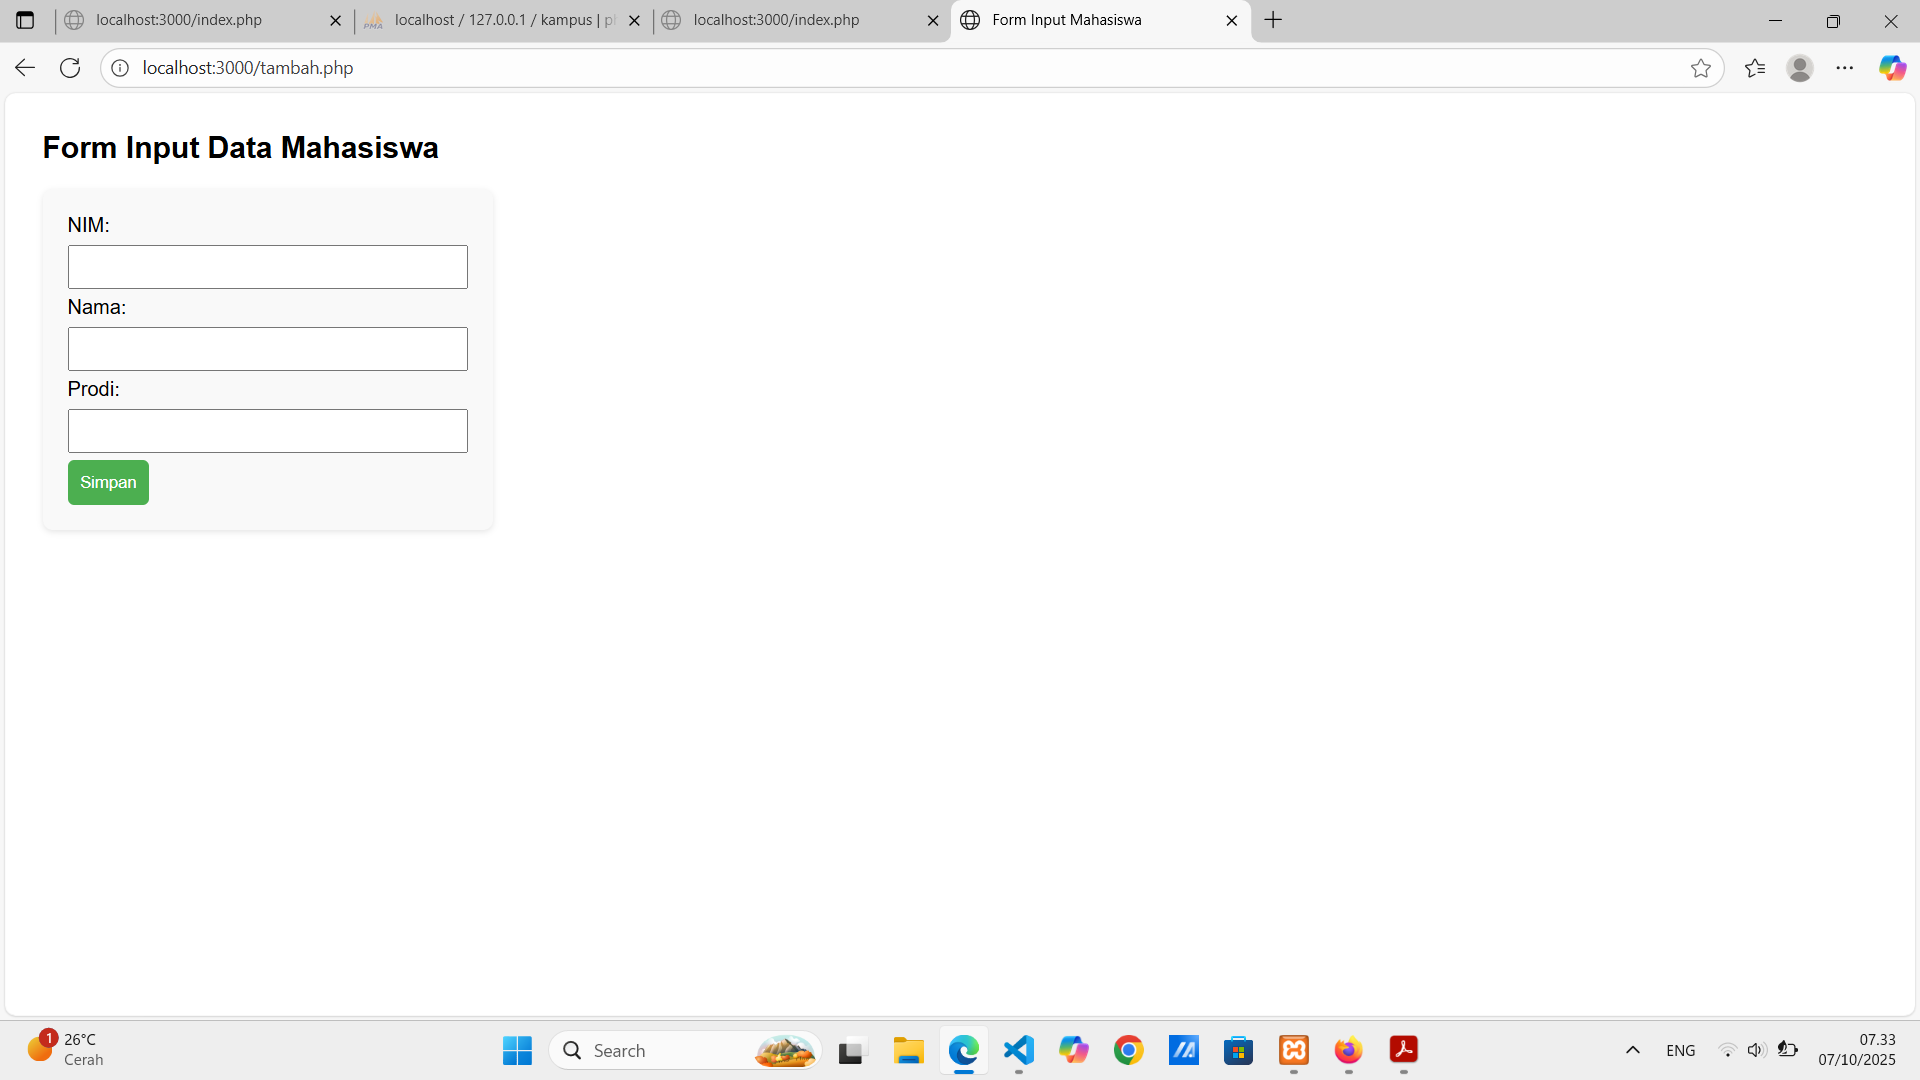 localhost:3000/index.php
localhost / 127.0.0.1 / kampus | p
localhost:3000/index.php
Form Input Mahasiswa
localhost:3000/tambah.php
Form Input Data Mahasiswa
NIM:
Nama:
Prodi:
Simpan
1
26°C
Cerah
Search
ENG
07.33
07/10/2025